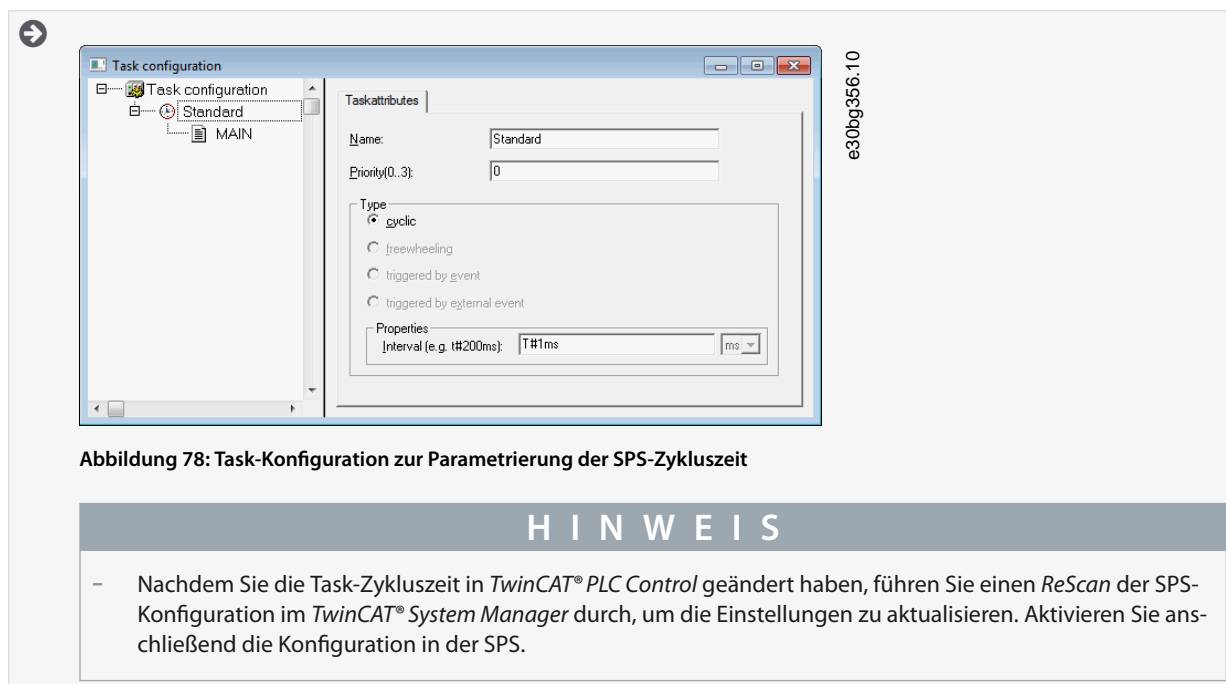 Task configuration
Task configuration
Standard
MAIN
Taskattributes
Name:
Standard
Priority(0..3):
0
Type
cyclic
freewheeling
triggered by event
triggered by external event
Properties
Interval (e.g. t#200ms):
T#1ms
ms
e30bg356.10
Abbildung 78: Task-Konfiguration zur Parametrierung der SPS-Zykluszeit
HINWEIS
– Nachdem Sie die Task-Zykluszeit in TwinCAT® PLC Control geändert haben, führen Sie einen ReScan der SPS-
Konfiguration im TwinCAT® System Manager durch, um die Einstellungen zu aktualisieren. Aktivieren Sie ans-
chließend die Konfiguration in der SPS.